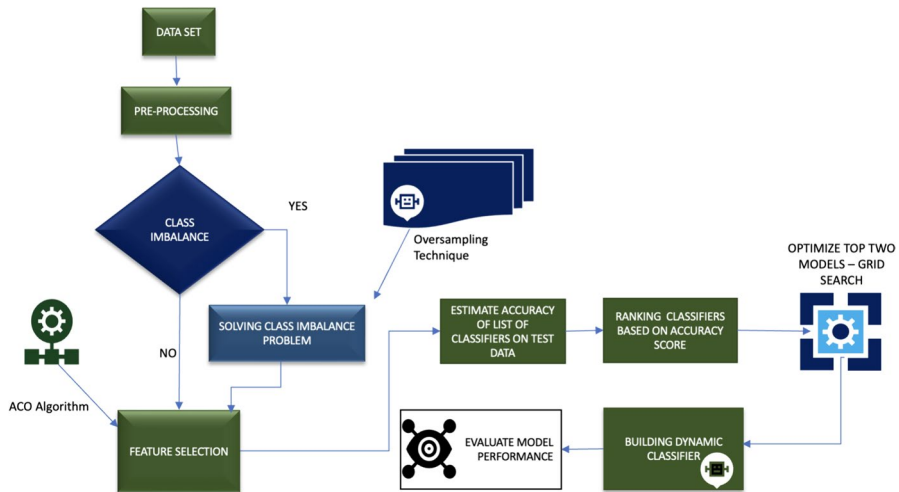 DATA SET
PRE-PROCESSING
CLASS
IMBALANCE
YES
Oversampling
Technique
OPTIMIZE TOP TWO
MODELS – GRID
SEARCH
SOLVING CLASS IMBALANCE
PROBLEM
ESTIMATE ACCURACY
OF LIST OF
CLASSIFIERS ON TEST
DATA
RANKING CLASSIFIERS
BASED ON ACCURACY
SCORE
NO
ACO Algorithm
FEATURE SELECTION
EVALUATE MODEL
PERFORMANCE
BUILDING DYNAMIC
CLASSIFIER